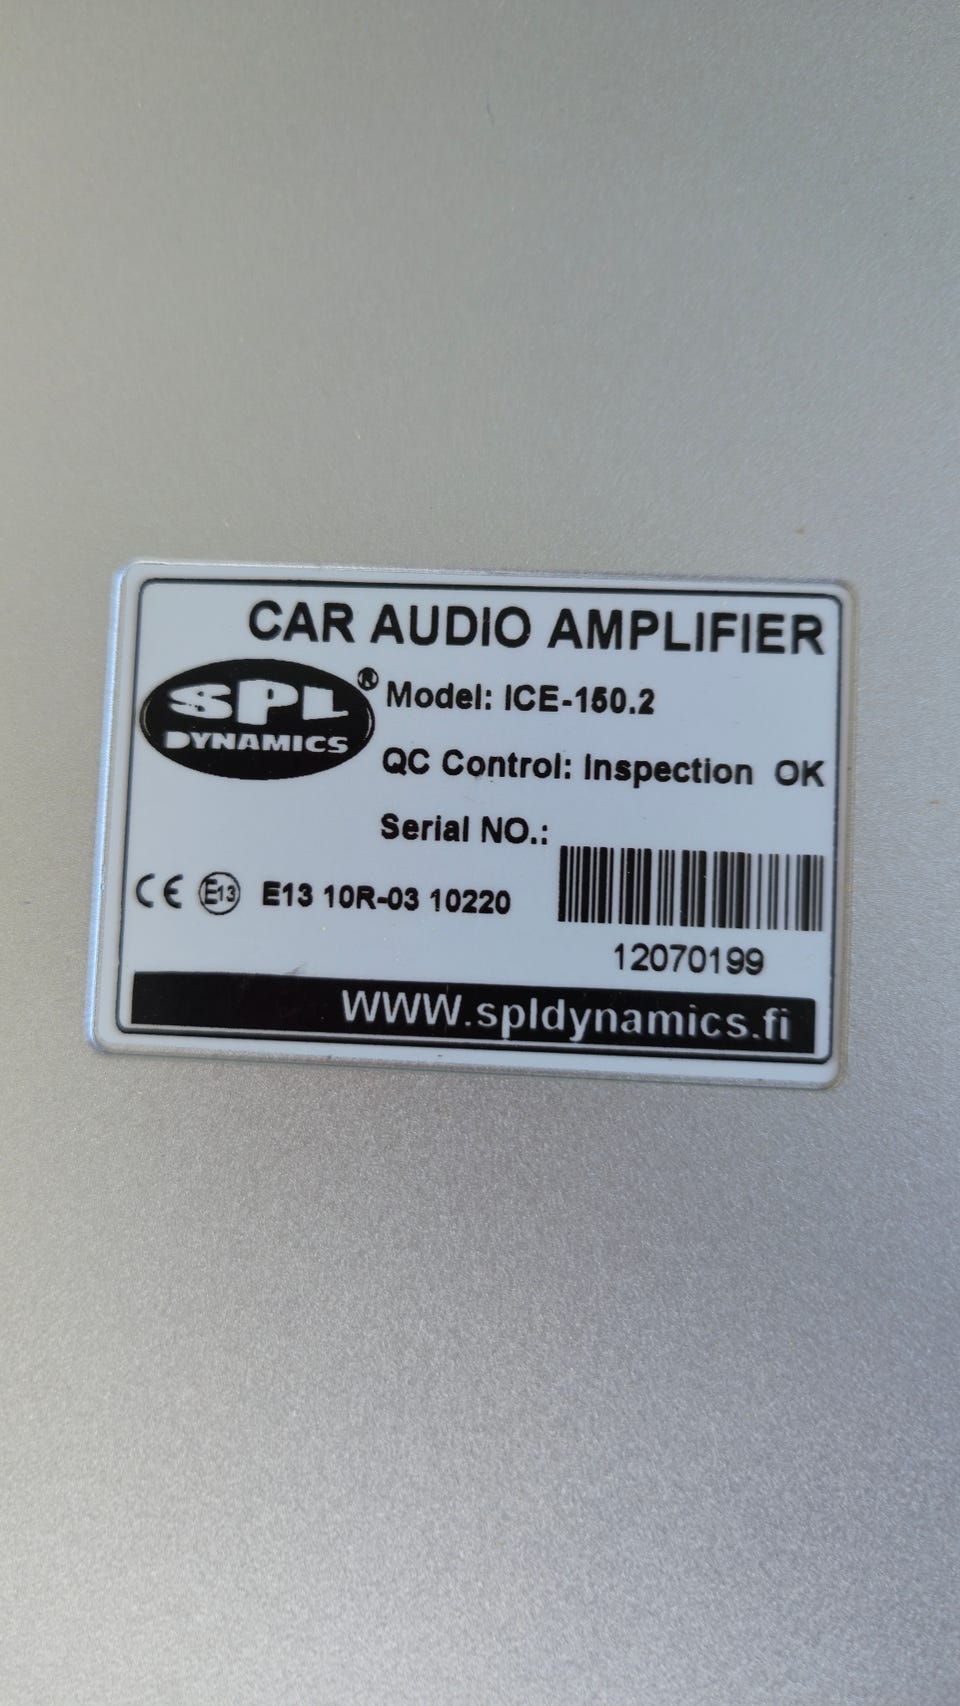 CAR AUDIO AMPLIFIER
SPL ®
DYNAMICS
Model: ICE-150.2
QC Control: Inspection OK
Serial NO.:
CE E13 E13 10R-03 10220
12070199
WWW.spldynamics.fi